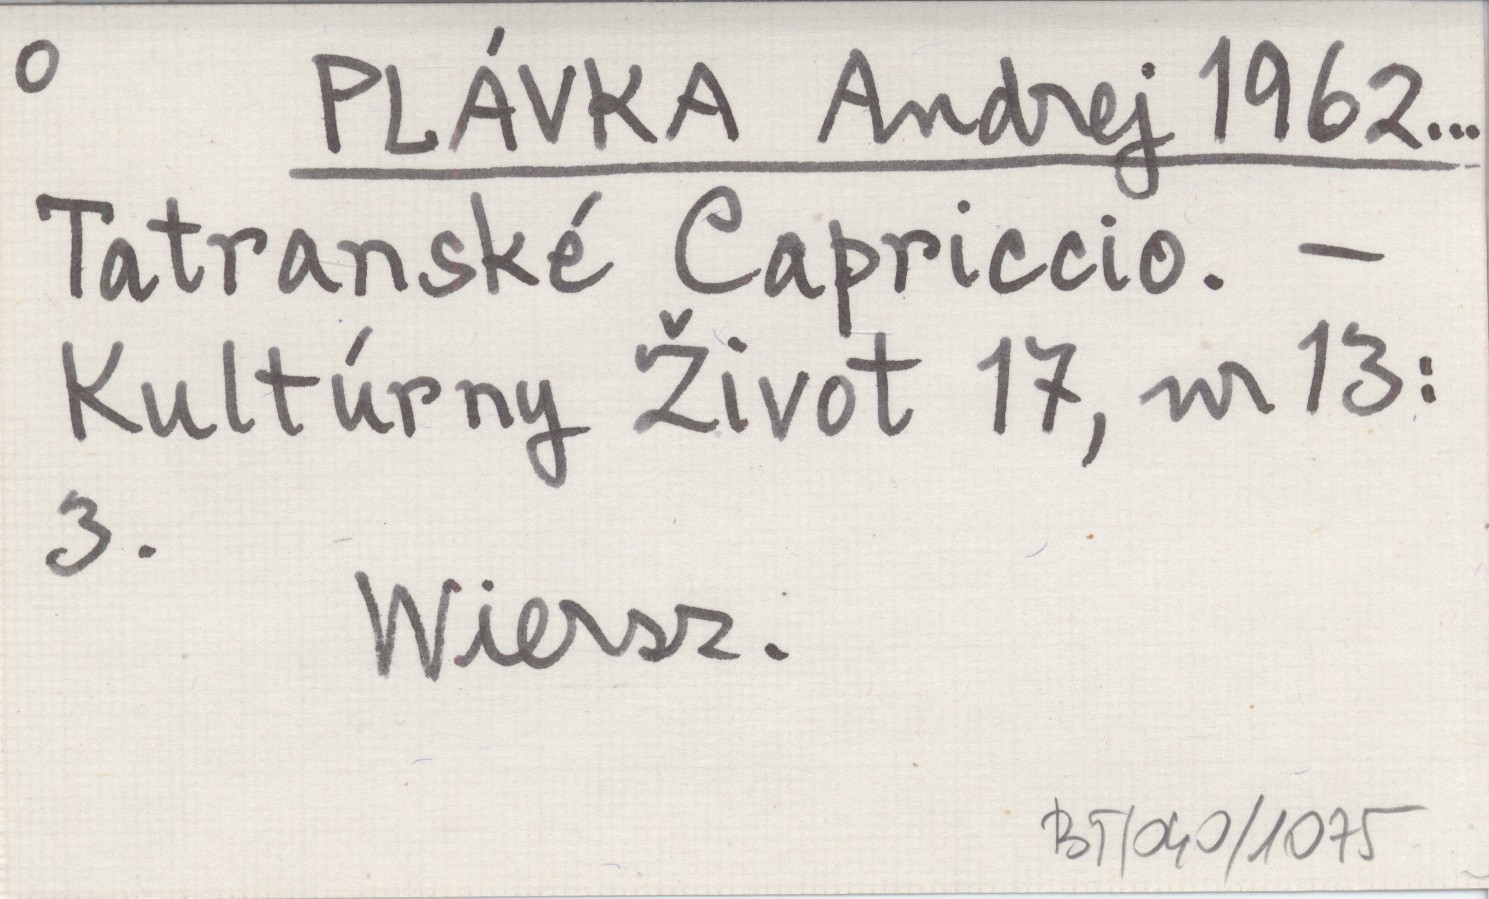 o PLÁVKA Andrej 1962...
Tatranské Capriccio. –
Kultúrny Život 17, nr 13:
3.
Wiersz.
BT/040/1075